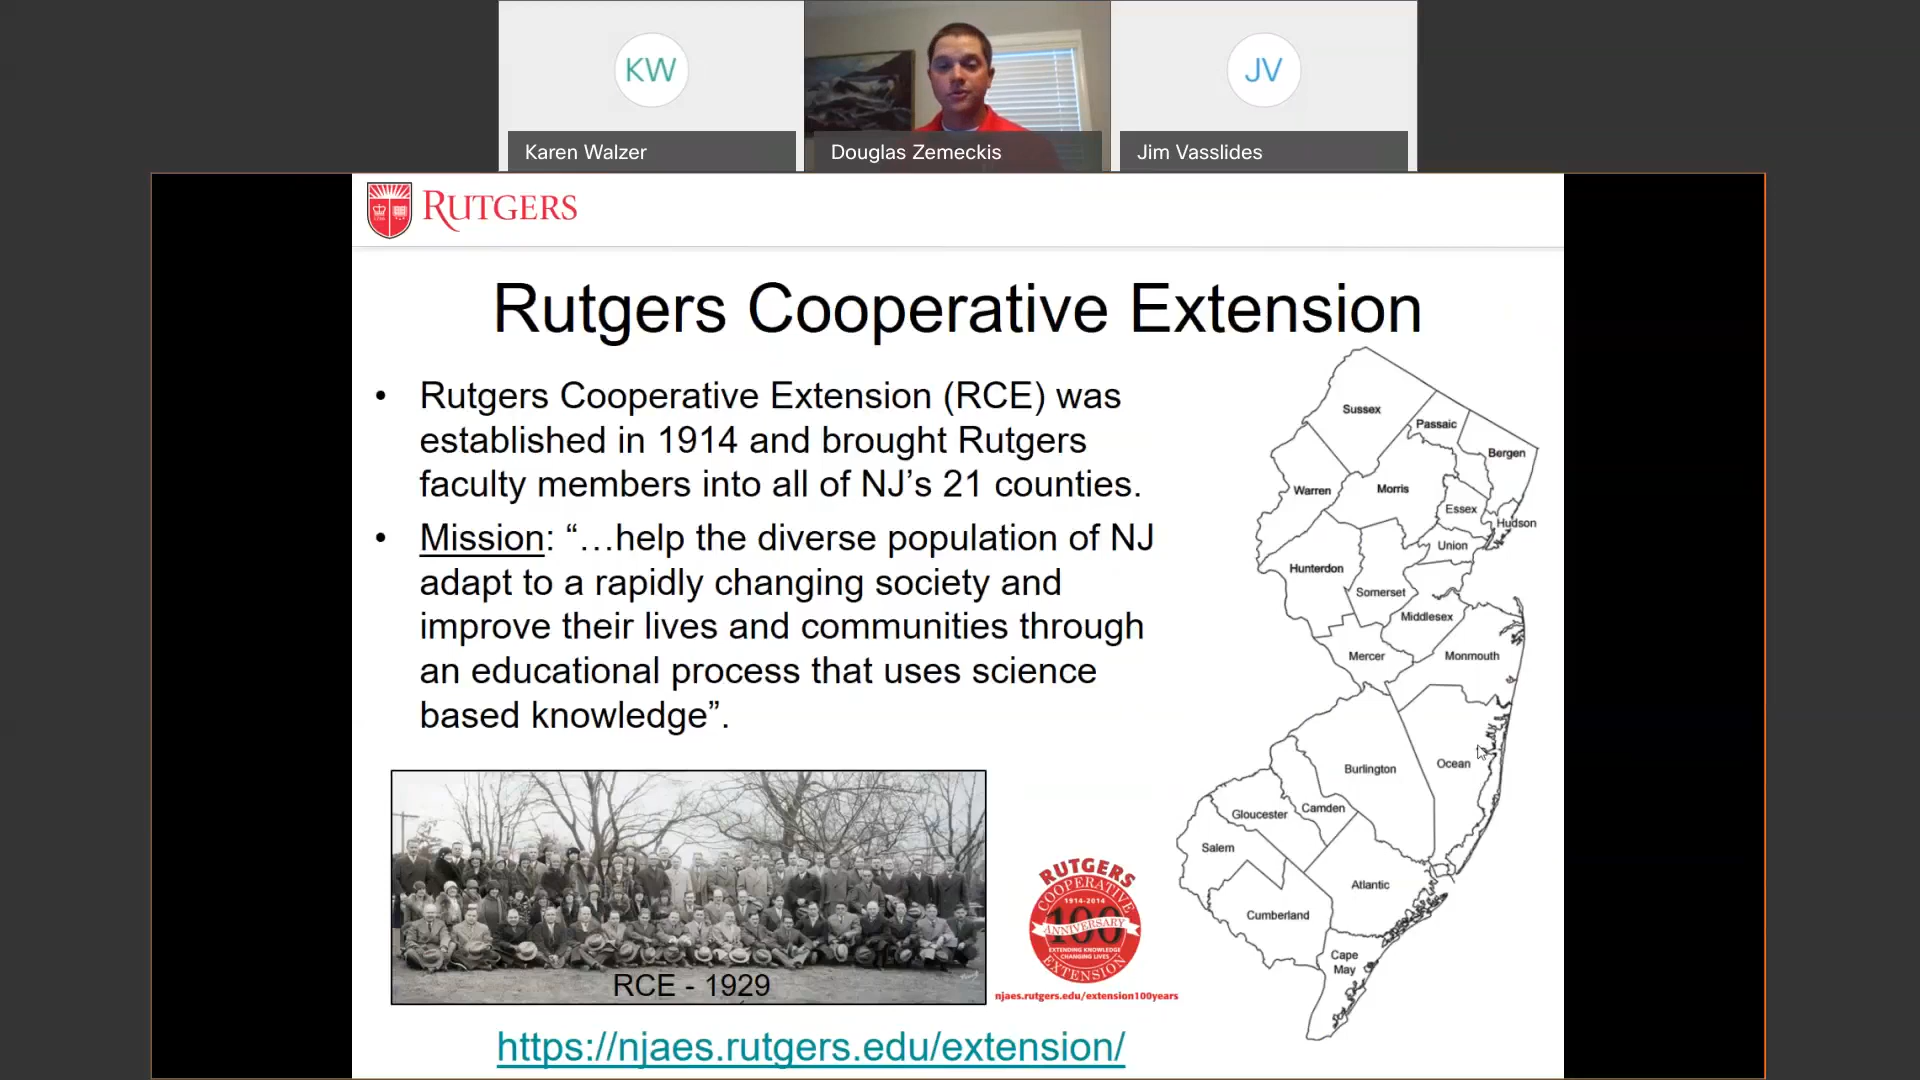 KW
JV
Karen Walzer
Douglas Zemeckis
Jim Vasslides
RUTGERS
Rutgers Cooperative Extension
• Rutgers Cooperative Extension (RCE) was
established in 1914 and brought Rutgers
faculty members into all of NJ’s 21 counties.
• Mission: “…help the diverse population of NJ
adapt to a rapidly changing society and
improve their lives and communities through
an educational process that uses science
based knowledge”.
Sussex
Passaic
Bergen
Warren
Morris
Essex
Hudson
Union
Hunterdon
Somerset
Middlesex
Mercer
Monmouth
Burlington
Ocean
Gloucester
Camden
Salem
Atlantic
Cumberland
Cape
May
RCE - 1929
RUTGERS
COOPERATIVE
1914-2014
100
ANNIVERSARY
EXTENDING KNOWLEDGE
CHANGING LIVES
EXTENSION
njaes.rutgers.edu/extension100years
https://njaes.rutgers.edu/extension/